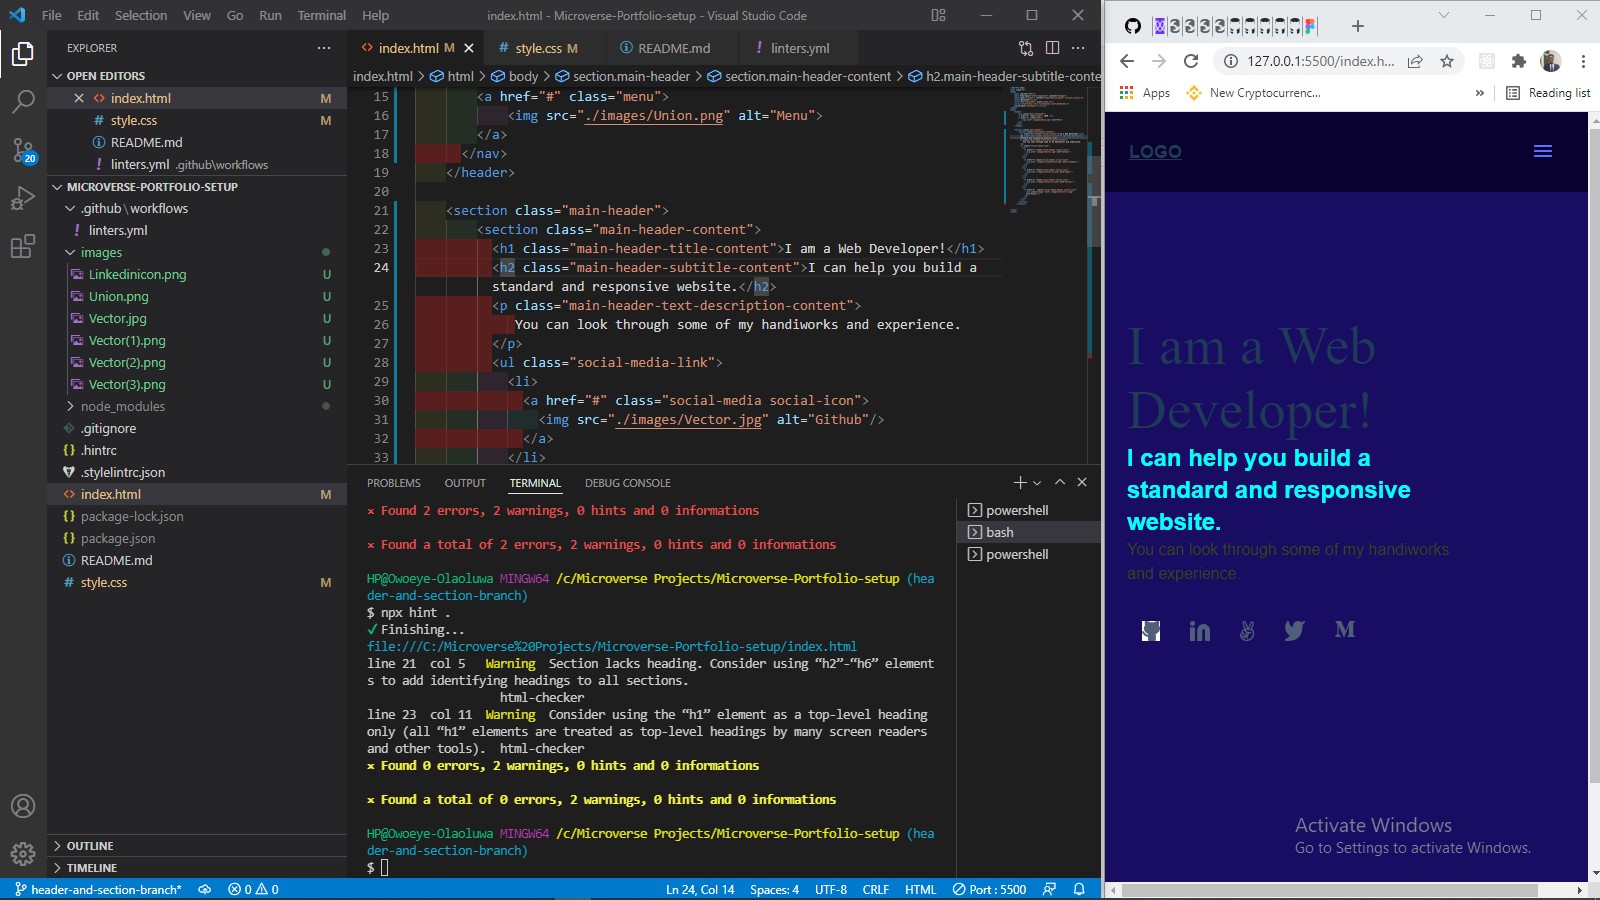 File Edit Selection View Go Run Terminal Help
index.html - Microverse-Portfolio-setup - Visual Studio Code
EXPLORER
OPEN EDITORS
index.html M
style.css M
README.md
linters.yml .github\workflows
MICROVERSE-PORTFOLIO-SETUP
.github\workflows
linters.yml
images
Linkedinicon.png U
Union.png U
Vector.jpg U
Vector(1).png U
Vector(2).png U
Vector(3).png U
node_modules
.gitignore
.hintrc
.stylelintrc.json
index.html M
package-lock.json
package.json
README.md
style.css M
OUTLINE
TIMELINE
20
index.html M
style.css M
README.md
linters.yml
index.html > html > body > section.main-header > section.main-header-content > h2.main-header-subtitle-conte
15 <a href="#" class="menu">
16 <img src="./images/Union.png" alt="Menu">
17 </a>
18 </nav>
19 </header>
20
21 <section class="main-header">
22 <section class="main-header-content">
23 <h1 class="main-header-title-content">I am a Web Developer!</h1>
24 <h2 class="main-header-subtitle-content">I can help you build a
standard and responsive website.</h2>
25 <p class="main-header-text-description-content">
26 You can look through some of my handiworks and experience.
27 </p>
28 <ul class="social-media-link">
29 <li>
30 <a href="#" class="social-media social-icon">
31 <img src="./images/Vector.jpg" alt="Github"/>
32 </a>
33 </li>
PROBLEMS OUTPUT TERMINAL DEBUG CONSOLE
× Found 2 errors, 2 warnings, 0 hints and 0 informations
× Found a total of 2 errors, 2 warnings, 0 hints and 0 informations
HP@Owoeye-Olaoluwa MINGW64 /c/Microverse Projects/Microverse-Portfolio-setup (hea
der-and-section-branch)
$ npx hint .
✓ Finishing...
file:///C:/Microverse%20Projects/Microverse-Portfolio-setup/index.html
line 21 col 5 Warning Section lacks heading. Consider using “h2”-“h6” element
s to add identifying headings to all sections.
html-checker
line 23 col 11 Warning Consider using the “h1” element as a top-level heading
only (all “h1” elements are treated as top-level headings by many screen readers
and other tools). html-checker
× Found 0 errors, 2 warnings, 0 hints and 0 informations
× Found a total of 0 errors, 2 warnings, 0 hints and 0 informations
HP@Owoeye-Olaoluwa MINGW64 /c/Microverse Projects/Microverse-Portfolio-setup (hea
der-and-section-branch)
$
powershell
bash
powershell
header-and-section-branch* 0 0
Ln 24, Col 14 Spaces: 4 UTF-8 CRLF HTML Port : 5500
127.0.0.1:5500/index.h...
Apps New Cryptocurrenc... » Reading list
LOGO
I am a Web
Developer!
I can help you build a
standard and responsive
website.
You can look through some of my handiworks
and experience.
Activate Windows
Go to Settings to activate Windows.